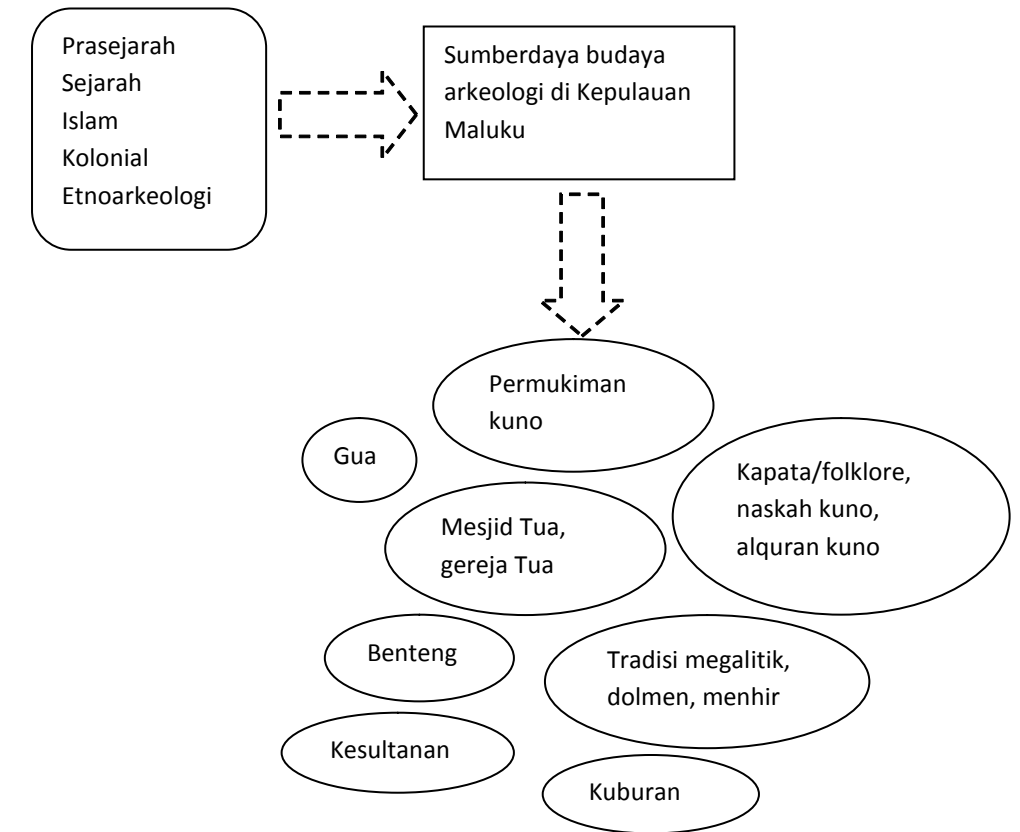 Prasejarah
Sejarah
Islam
Kolonial
Etnoarkeologi
Sumberdaya budaya
arkeologi di Kepulauan
Maluku
Permukiman
kuno
Gua
Kapata/folklore,
naskah kuno,
alquran kuno
Mesjid Tua,
gereja Tua
Benteng
Tradisi megalitik,
dolmen, menhir
Kesultanan
Kuburan